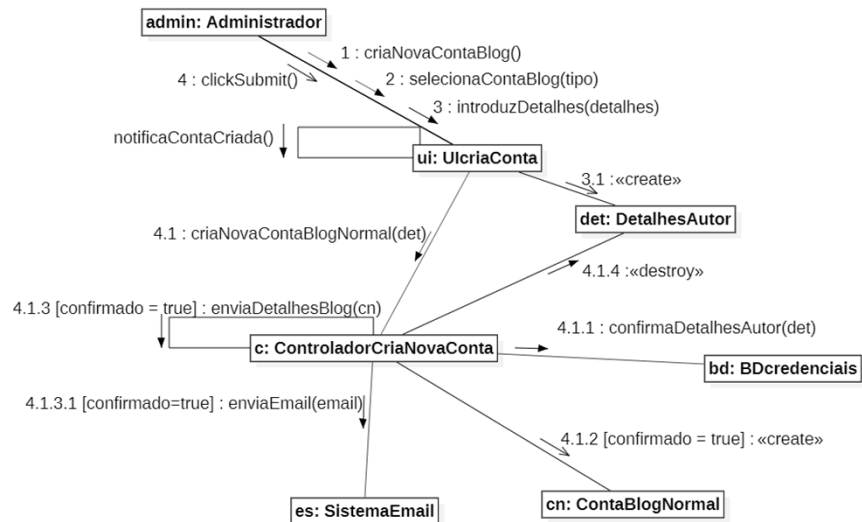 admin: Administrador
1 : criaNovaContaBlog()
4 : clickSubmit()
2 : selecionaContaBlog(tipo)
3 : introduzDetalhes(detalhes)
notificaContaCriada()
ui: UIcriaConta
3.1 :«create»
det: DetalhesAutor
4.1 : criaNovaContaBlogNormal(det)
4.1.4 :«destroy»
4.1.3 [confirmado = true] : enviaDetalhesBlog(cn)
4.1.1 : confirmaDetalhesAutor(det)
c: ControladorCriaNovaConta
bd: BDcredenciais
4.1.3.1 [confirmado=true] : enviaEmail(email)
4.1.2 [confirmado = true] : «create»
es: SistemaEmail
cn: ContaBlogNormal